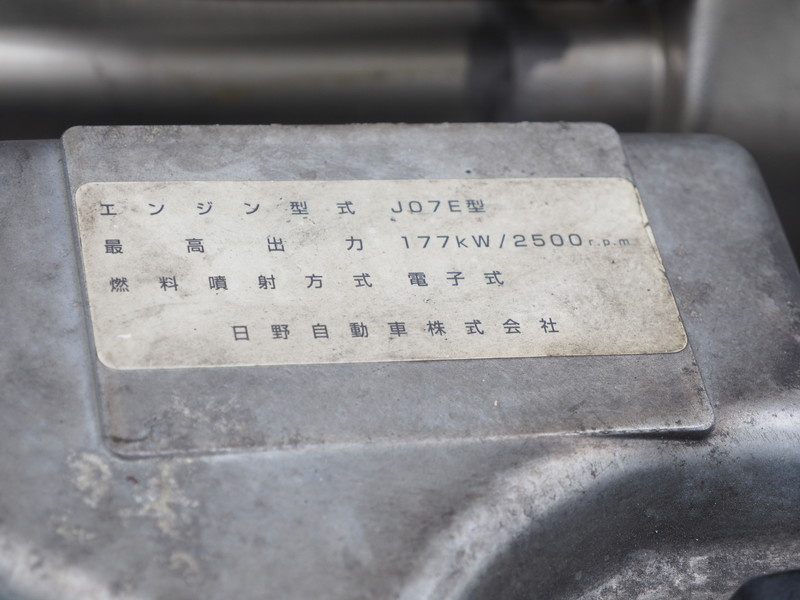 エンジン型式 J07E型
最高出力 177kW/2500r.p.m
燃料噴射方式 電子式
日野自動車株式会社